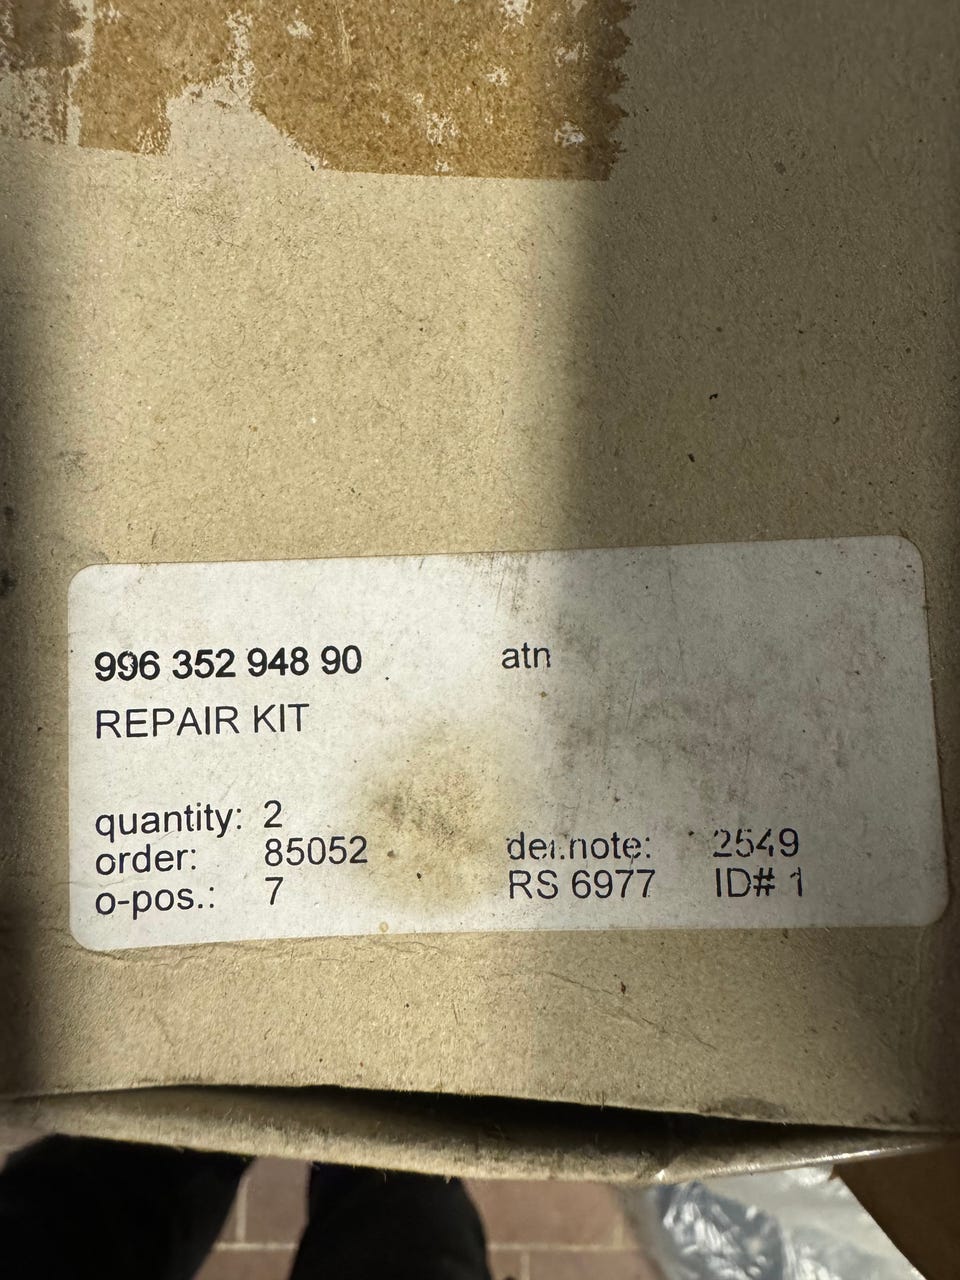 996 352 948 90 atn
REPAIR KIT
quantity: 2
order: 85052 del.note: 2549
o-pos.: 7 RS 6977 ID# 1